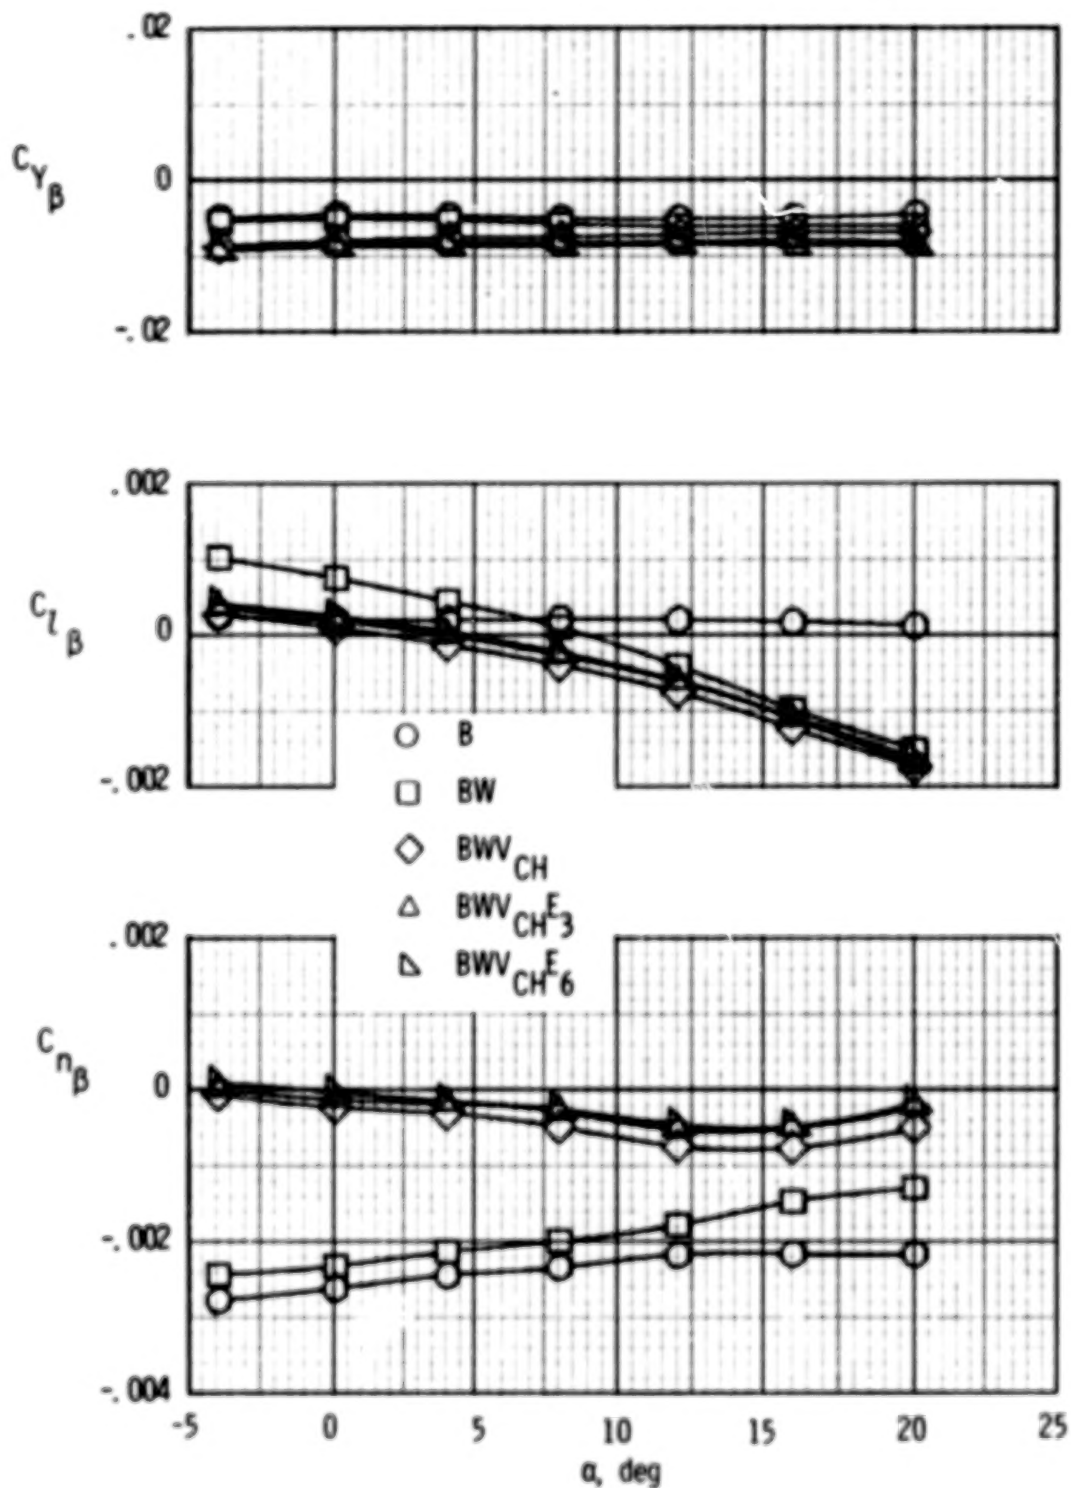 .02
C_Yβ
0
-.02
.002
C_lβ
0
-.002
B
BW
BWV_CH
BWV_CH E_3
BWV_CH E_6
.002
C_nβ
0
-.002
-.004
-5 0 5 10 15 20 25
α, deg